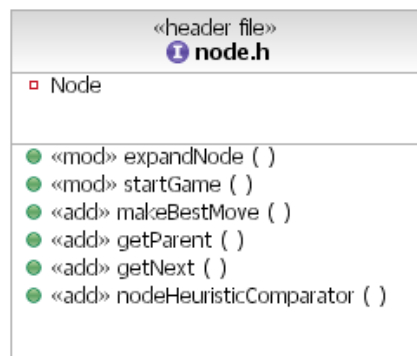 «header file»
I node.h
Node
«mod» expandNode ( )
«mod» startGame ( )
«add» makeBestMove ( )
«add» getParent ( )
«add» getNext ( )
«add» nodeHeuristicComparator ( )